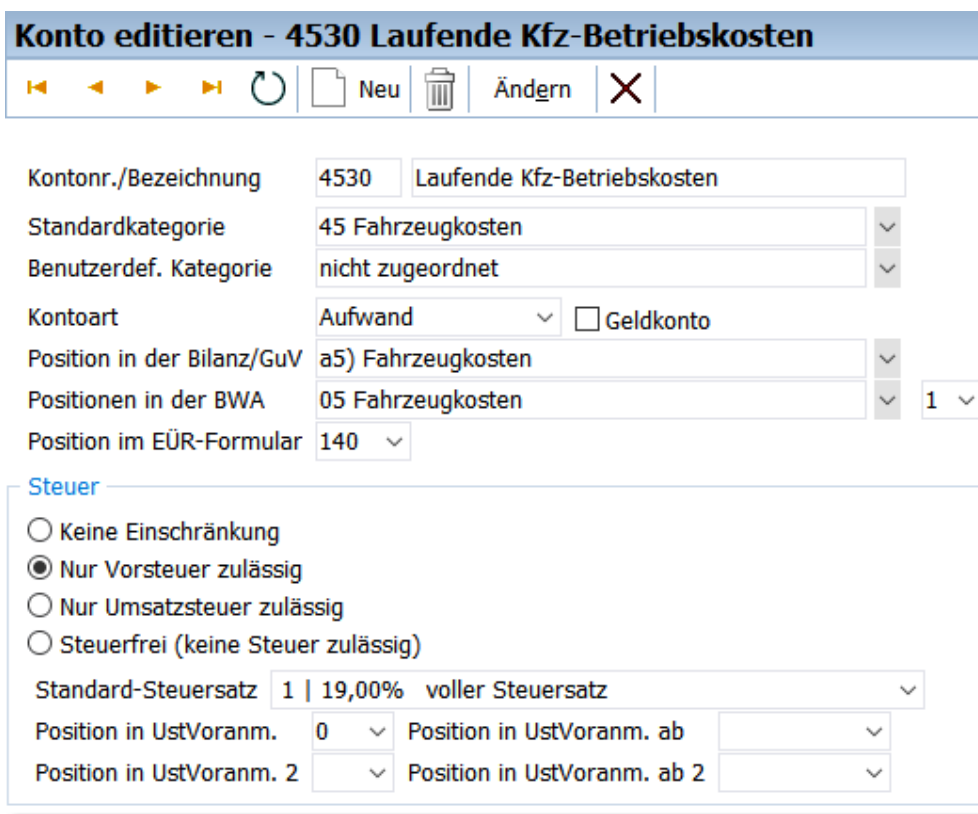 Konto editieren - 4530 Laufende Kfz-Betriebskosten
Neu Ändern
Kontonr./Bezeichnung 4530 Laufende Kfz-Betriebskosten
Standardkategorie 45 Fahrzeugkosten
Benutzerdef. Kategorie nicht zugeordnet
Kontoart Aufwand Geldkonto
Position in der Bilanz/GuV a5) Fahrzeugkosten
Positionen in der BWA 05 Fahrzeugkosten 1
Position im EÜR-Formular 140
Steuer
Keine Einschränkung
Nur Vorsteuer zulässig
Nur Umsatzsteuer zulässig
Steuerfrei (keine Steuer zulässig)
Standard-Steuersatz 1 | 19,00% voller Steuersatz
Position in UstVoranm. 0 Position in UstVoranm. ab
Position in UstVoranm. 2 Position in UstVoranm. ab 2